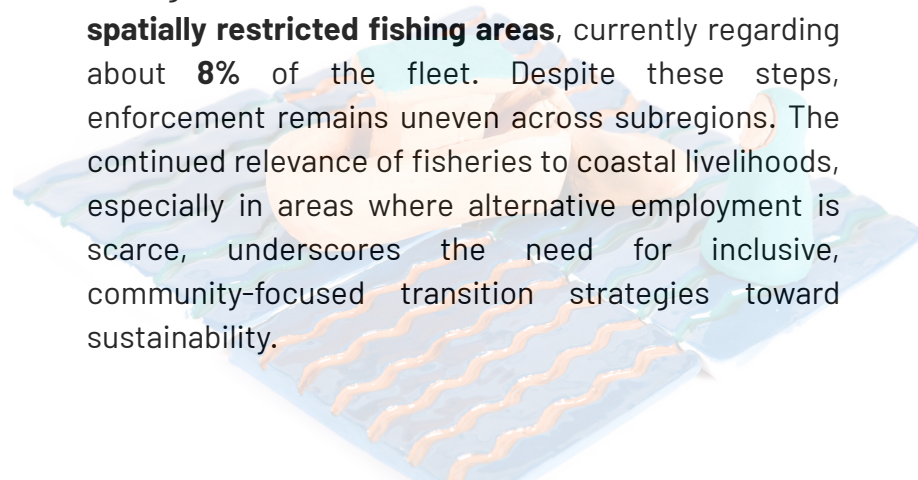 spatially restricted fishing areas, currently regarding
about 8% of the fleet. Despite these steps,
enforcement remains uneven across subregions. The
continued relevance of fisheries to coastal livelihoods,
especially in areas where alternative employment is
scarce, underscores the need for inclusive,
community-focused transition strategies toward
sustainability.